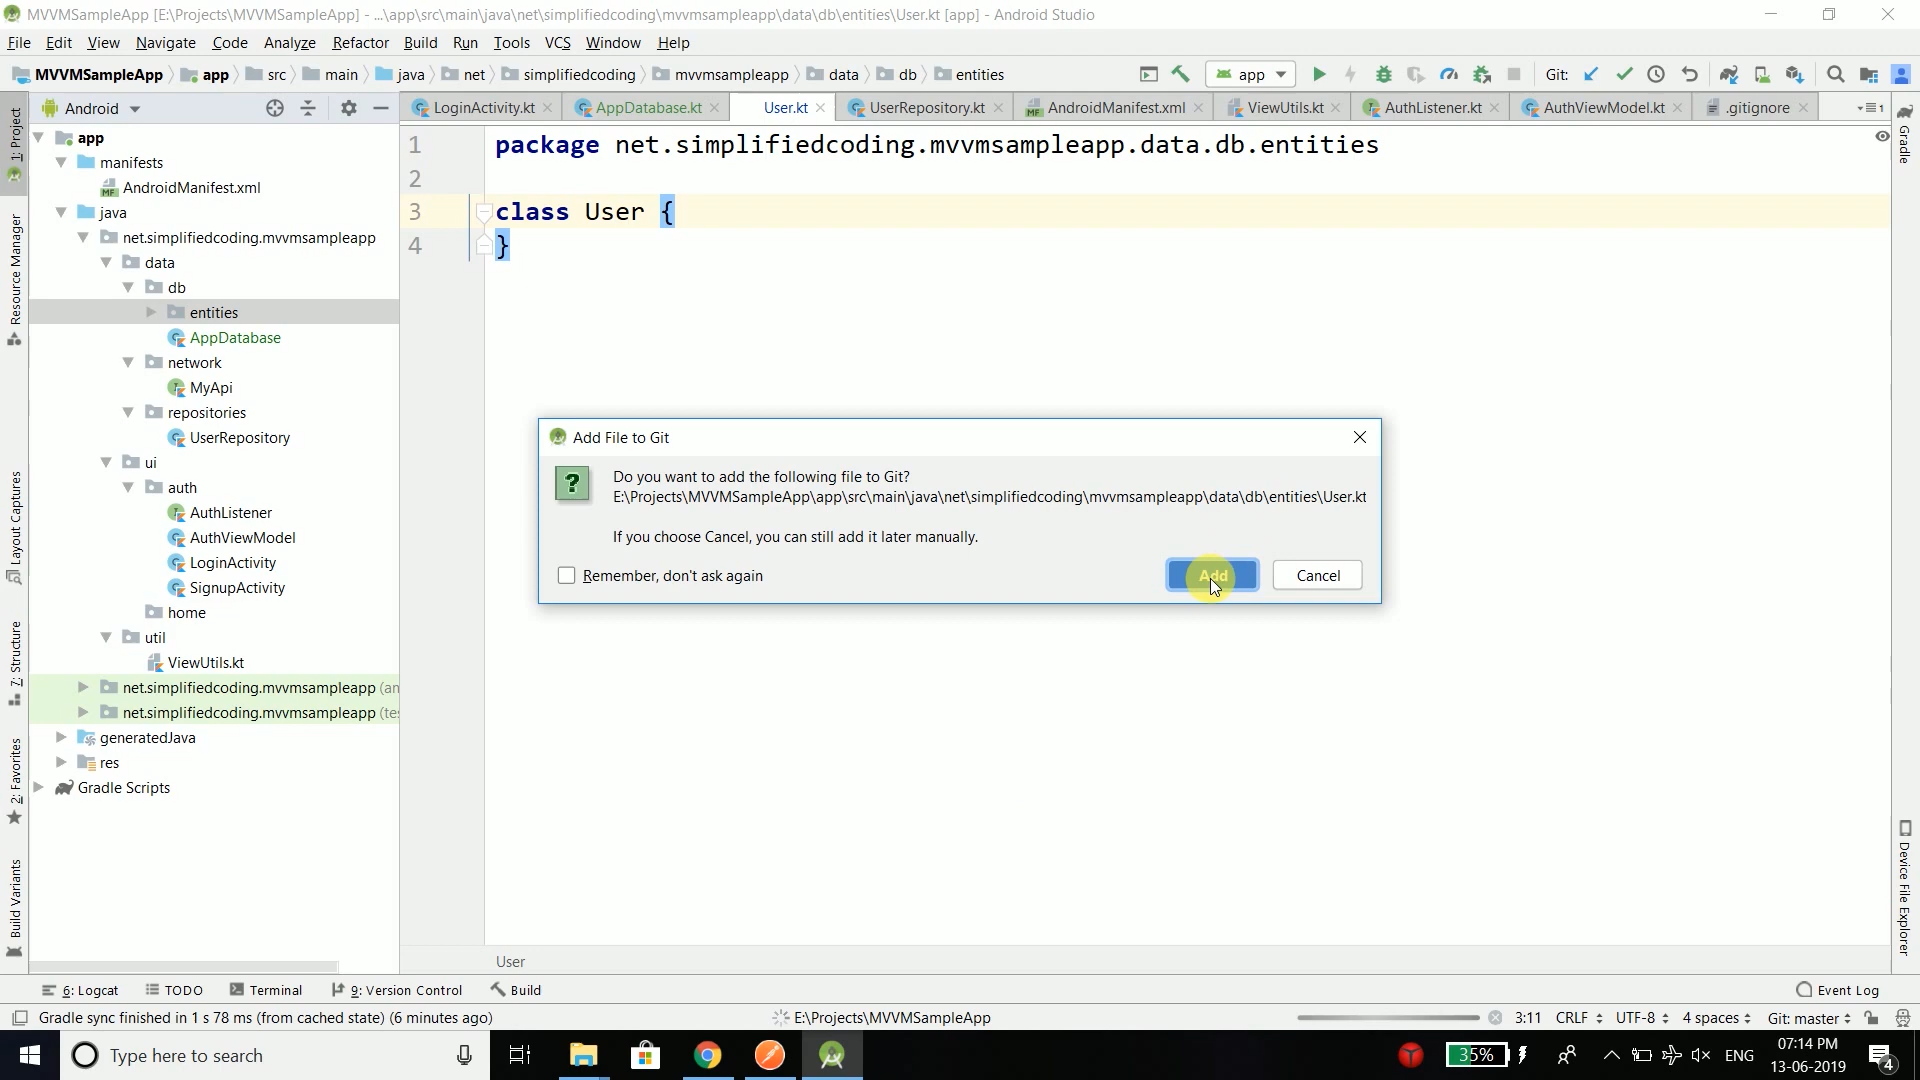 MVVMSampleApp [E:\Projects\MVVMSampleApp] - ...\app\src\main\java\net\simplifiedcoding\mvvmsampleapp\data\db\entities\User.kt [app] - Android Studio
File Edit View Navigate Code Analyze Refactor Build Run Tools VCS Window Help
MVVMSampleApp app src main java net simplifiedcoding mvvmsampleapp data db entities app Git:
1: Project
Resource Manager
Layout Captures
7: Structure
2: Favorites
Build Variants
Android
app
manifests
AndroidManifest.xml
java
net.simplifiedcoding.mvvmsampleapp
data
db
entities
AppDatabase
network
MyApi
repositories
UserRepository
ui
auth
AuthListener
AuthViewModel
LoginActivity
SignupActivity
home
util
ViewUtils.kt
net.simplifiedcoding.mvvmsampleapp (an
net.simplifiedcoding.mvvmsampleapp (te
generatedJava
res
Gradle Scripts
LoginActivity.kt AppDatabase.kt User.kt UserRepository.kt AndroidManifest.xml ViewUtils.kt AuthListener.kt AuthViewModel.kt .gitignore 1
1 package net.simplifiedcoding.mvvmsampleapp.data.db.entities
2
3 class User {
4 }
Add File to Git
Do you want to add the following file to Git?
E:\Projects\MVVMSampleApp\app\src\main\java\net\simplifiedcoding\mvvmsampleapp\data\db\entities\User.kt
If you choose Cancel, you can still add it later manually.
Remember, don't ask again
Add Cancel
User
Gradle
Device File Explorer
6: Logcat TODO Terminal 9: Version Control Build Event Log
Gradle sync finished in 1 s 78 ms (from cached state) (6 minutes ago) E:\Projects\MVVMSampleApp 3:11 CRLF UTF-8 4 spaces Git: master
Type here to search
35%
ENG
07:14 PM
13-06-2019
4